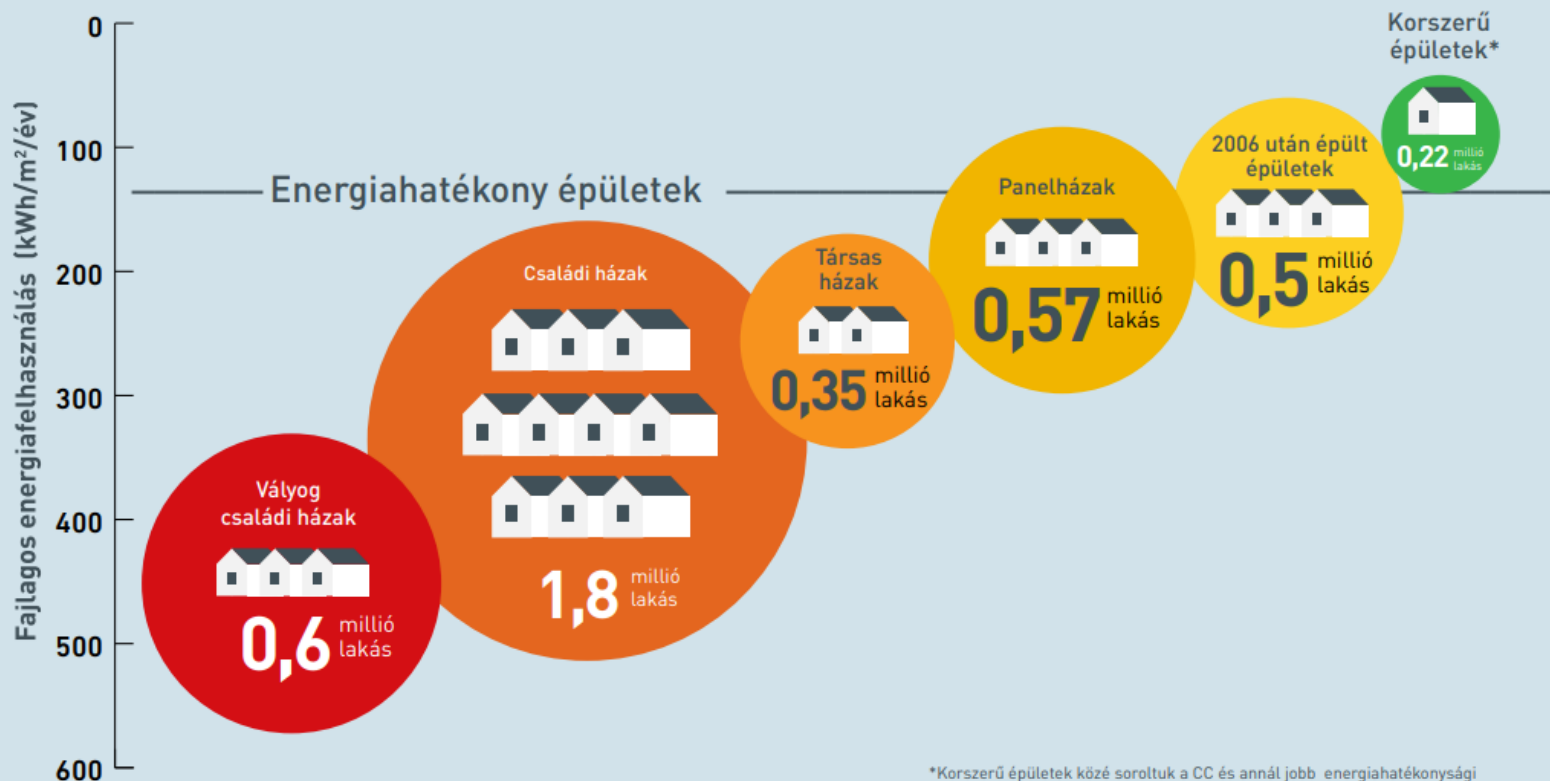 Fajlagos energiafelhasználás (kWh/m²/év)
0
100
200
300
400
500
600
Energiahatékony épületek
Vályog
családi házak
0,6 millió
lakás
Családi házak
1,8 millió
lakás
Társas
házak
0,35 millió
lakás
Panelházak
0,57 millió
lakás
2006 után épült
épületek
0,5 millió
lakás
Korszerű
épületek*
0,22 millió
lakás
*Korszerű épületek közé soroltuk a CC és annál jobb energiahatékonysági